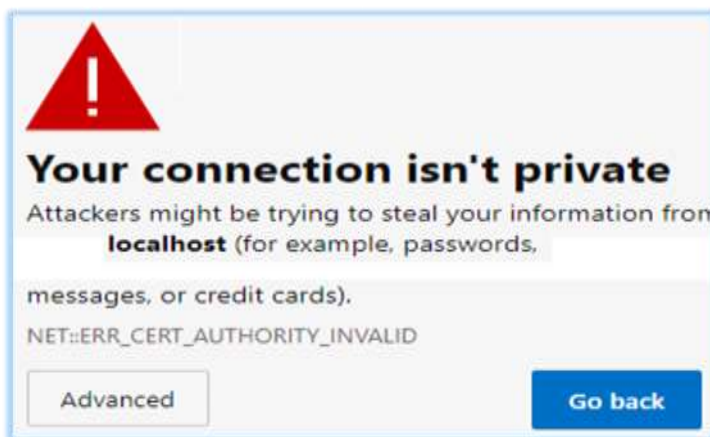 !
Your connection isn't private
Attackers might be trying to steal your information from
localhost (for example, passwords,
messages, or credit cards).
NET::ERR_CERT_AUTHORITY_INVALID
Advanced
Go back